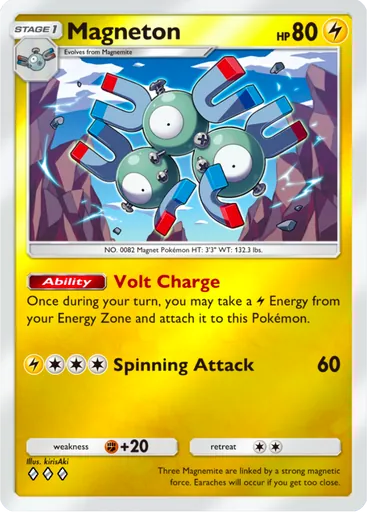 STAGE 1
Magneton
HP 80
Evolves from Magnemite
NO. 0082 Magnet Pokémon HT: 3'3" WT: 132.3 lbs.
Ability Volt Charge
Once during your turn, you may take a Energy from
your Energy Zone and attach it to this Pokémon.
Spinning Attack 60
weakness +20 retreat
Illus. kirisAki
Three Magnemite are linked by a strong magnetic
force. Earaches will occur if you get too close.